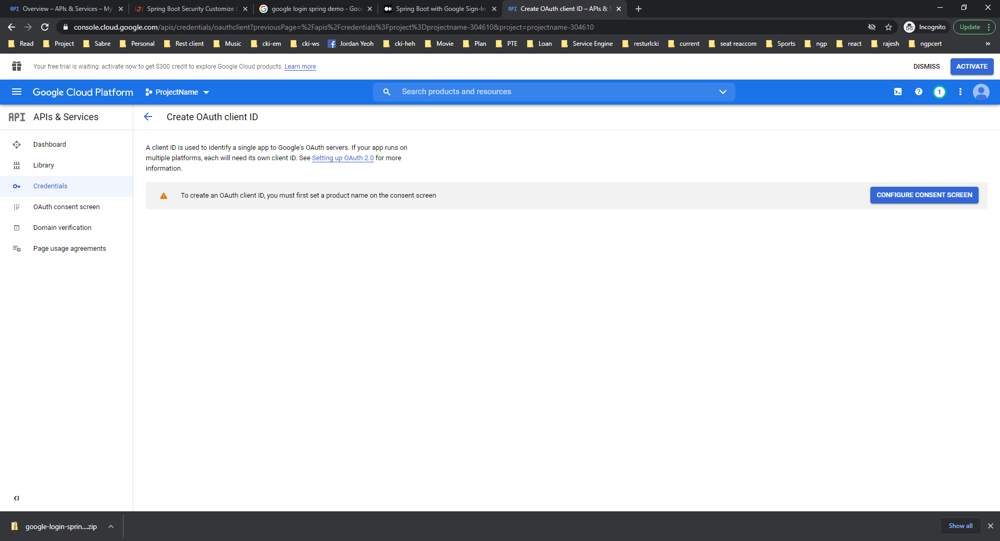 API Overview – APIs & Services – My
Spring Boot Security Customize
google login spring demo - Goo
Spring Boot with Google Sign-In
API Create OAuth client ID – APIs &
console.cloud.google.com/apis/credentials/oauthclient?previousPage=%2Fapis%2Fcredentials%3Fproject%3Dprojectname-304610&project=projectname-304610
Incognito
Update
Read
Project
Sabre
Personal
Rest client
Music
cki-em
cki-ws
Jordan Yeoh
cki-heh
Movie
Plan
PTE
Loan
Service Engine
resturlcki
current
seat reaccom
Sports
ngp
react
rajesh
ngpcert
»
Your free trial is waiting: activate now to get $300 credit to explore Google Cloud products. Learn more
DISMISS
ACTIVATE
Google Cloud Platform
ProjectName
Search products and resources
1
API APIs & Services
Create OAuth client ID
Dashboard
Library
Credentials
OAuth consent screen
Domain verification
Page usage agreements
A client ID is used to identify a single app to Google's OAuth servers. If your app runs on
multiple platforms, each will need its own client ID. See Setting up OAuth 2.0 for more
information.
To create an OAuth client ID, you must first set a product name on the consent screen
CONFIGURE CONSENT SCREEN
google-login-sprin....zip
Show all